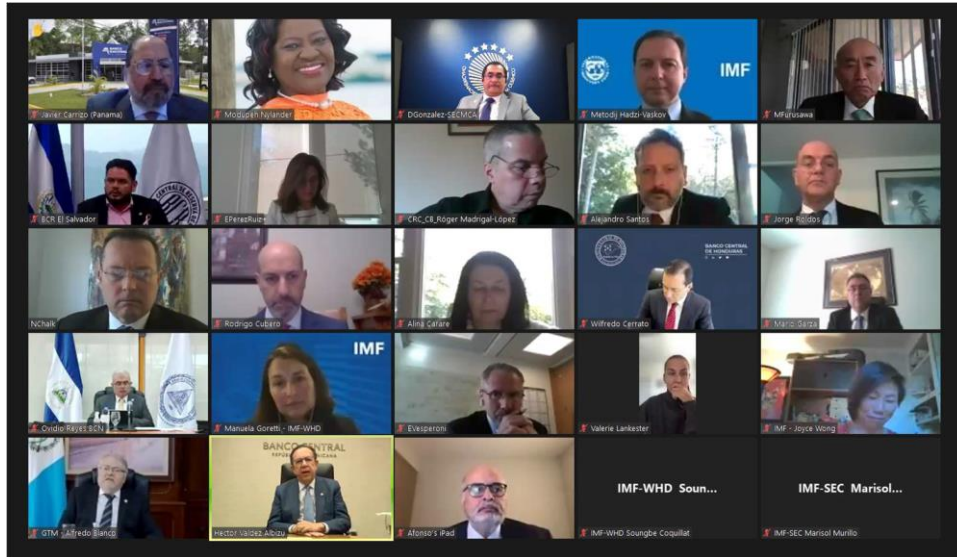 Javier Carrizo (Panama)
Modupeh Nylander
DGonzalez-SECMCA
IMF
Metodij Hadzi-Vaskov
MFurusawa
BCR El Salvador
EPerezRuiz
CRC_CB_Róger Madrigal-López
Alejandro Santos
Jorge Roldos
NChalk
Rodrigo Cubero
Alina Carare
BANCO CENTRAL
DE HONDURAS
Wilfredo Cerrato
Mario Garza
Ovidio Reyes BCN
IMF
Manuela Goretti - IMF-WHD
EVesperoni
Valerie Lankester
IMF - Joyce Wong
GTM - Alfredo Blanco
BANCO CENTRAL
Hector Valdez Albizu
Afonso's iPad
IMF-WHD Soun...
IMF-WHD Soungbe Coquillat
IMF-SEC Marisol...
IMF-SEC Marisol Murillo